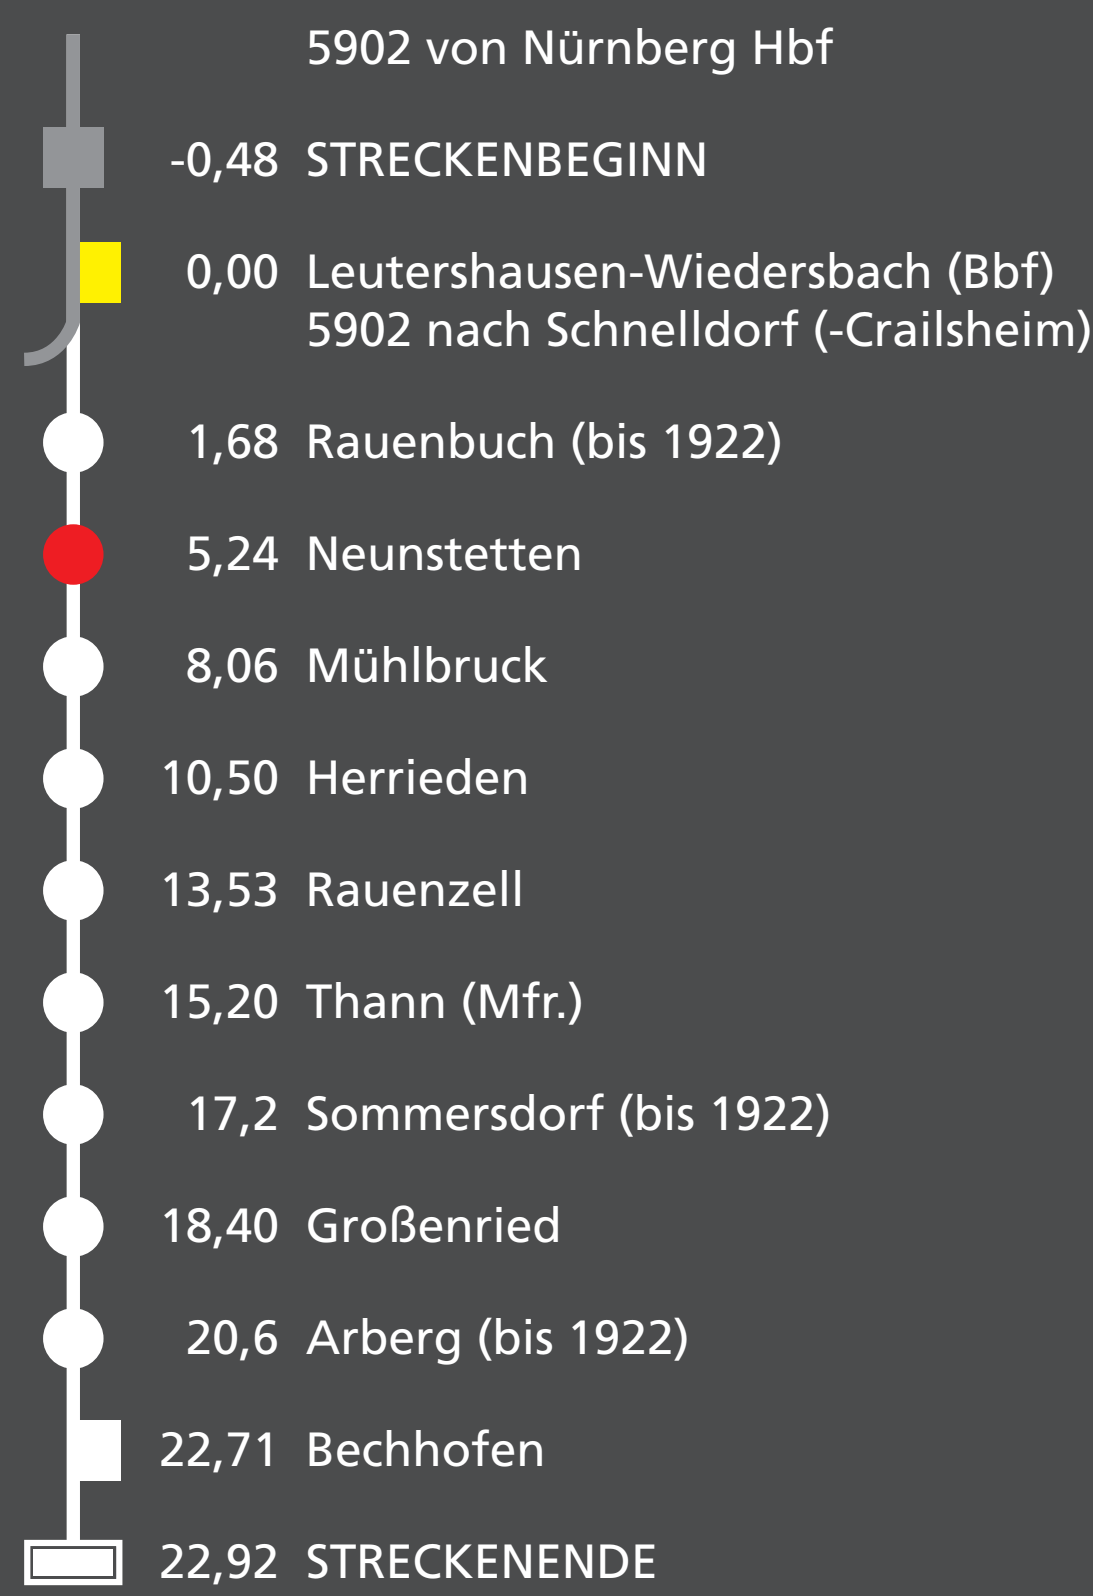 5902 von Nürnberg Hbf
-0,48 STRECKENBEGINN
0,00 Leutershausen-Wiedersbach (Bbf)
5902 nach Schnelldorf (-Crailsheim)
1,68 Rauenbuch (bis 1922)
5,24 Neunstetten
8,06 Mühlbruck
10,50 Herrieden
13,53 Rauenzell
15,20 Thann (Mfr.)
17,2 Sommersdorf (bis 1922)
18,40 Großenried
20,6 Arberg (bis 1922)
22,71 Bechhofen
22,92 STRECKENENDE